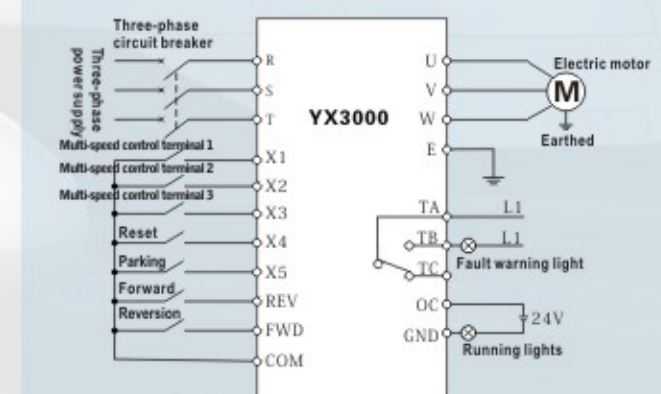 Three-phase
circuit breaker
Three-phase
power supply
R
S
T
Multi-speed control terminal 1
X1
Multi-speed control terminal 2
X2
Multi-speed control terminal 3
X3
Reset
X4
Parking
X5
Forward
REV
Reversion
FWD
COM
YX3000
U
V
W
E
Electric motor
M
Earthed
TA
L1
TB
L1
TC
Fault warning light
OC
24V
GND
Running lights